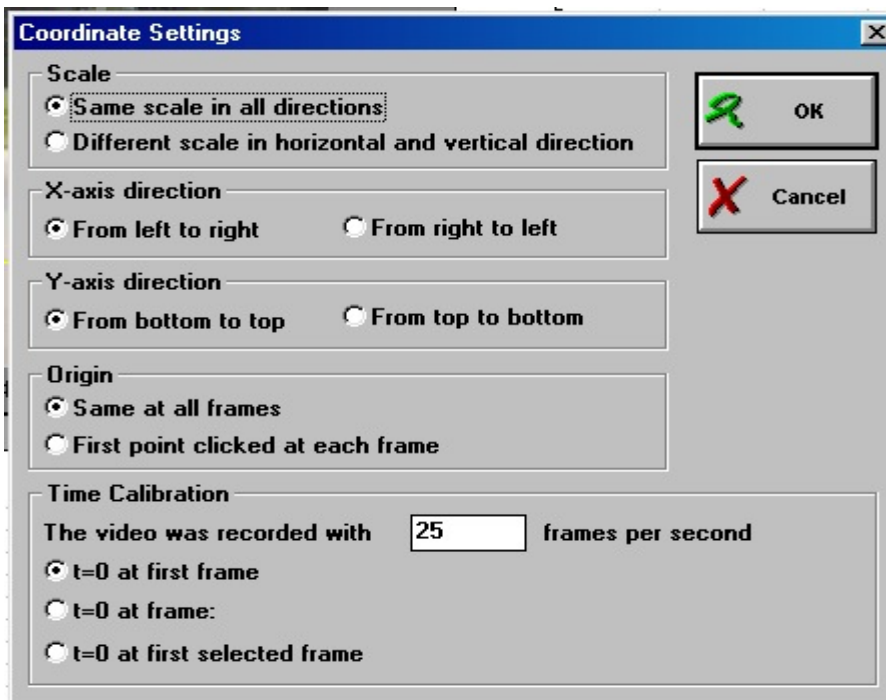 Coordinate Settings
Scale
Same scale in all directions
Different scale in horizontal and vertical direction
OK
Cancel
X-axis direction
From left to right From right to left
Y-axis direction
From bottom to top From top to bottom
Origin
Same at all frames
First point clicked at each frame
Time Calibration
The video was recorded with 25 frames per second
t=0 at first frame
t=0 at frame:
t=0 at first selected frame